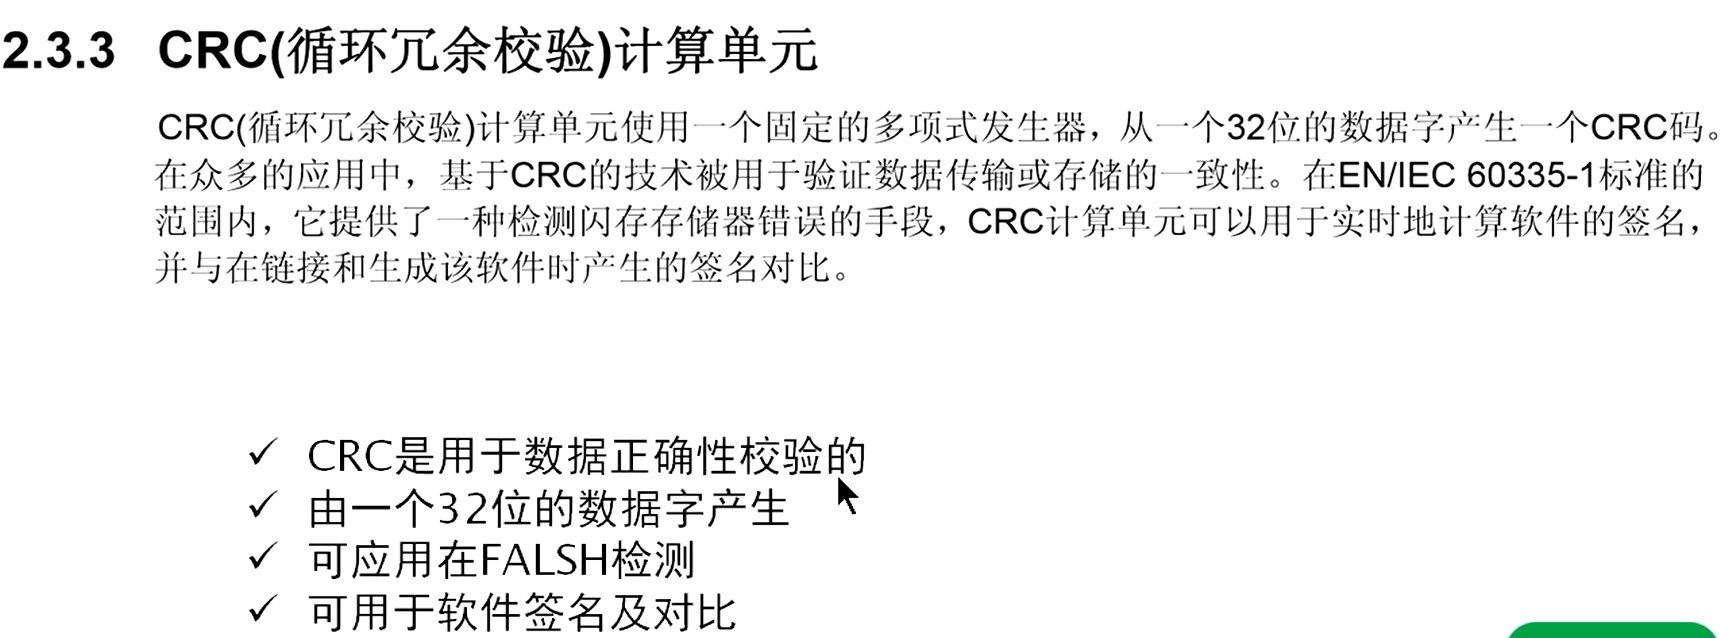 2.3.3 CRC(循环冗余校验)计算单元
CRC(循环冗余校验)计算单元使用一个固定的多项式发生器，从一个32位的数据字产生一个CRC码。
在众多的应用中，基于CRC的技术被用于验证数据传输或存储的一致性。在EN/IEC 60335-1标准的
范围内，它提供了一种检测闪存存储器错误的手段，CRC计算单元可以用于实时地计算软件的签名，
并与在链接和生成该软件时产生的签名对比。
✓ CRC是用于数据正确性校验的
✓ 由一个32位的数据字产生
✓ 可应用在FALSH检测
✓ 可用于软件签名及对比